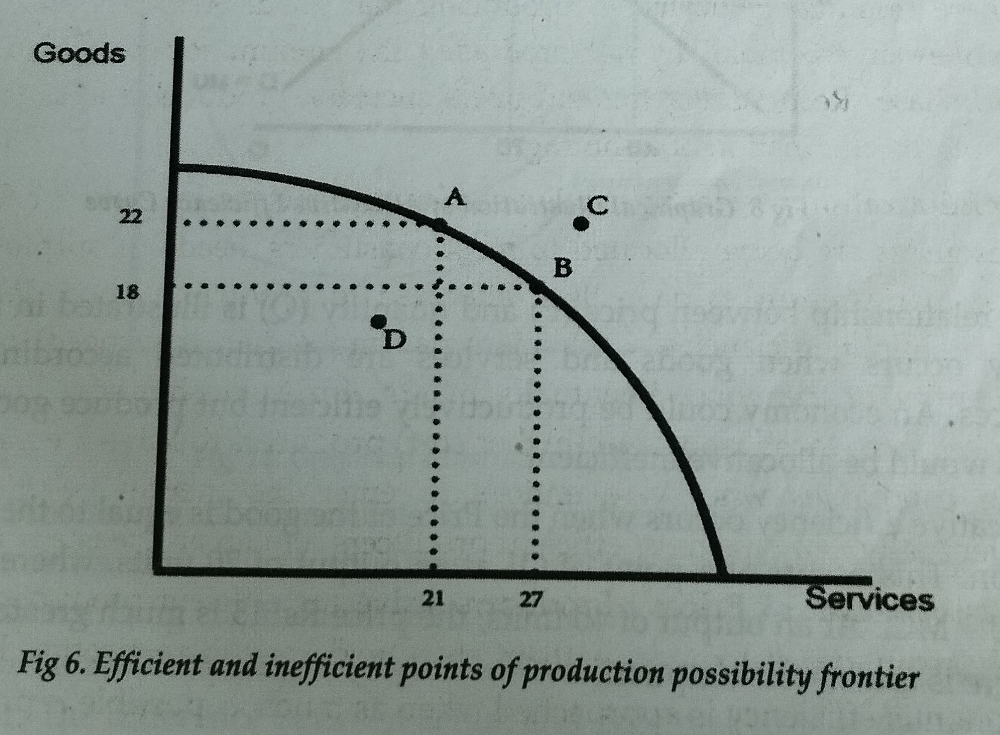 Goods
A
C
22
B
18
D
21 27
Services
Fig 6. Efficient and inefficient points of production possibility frontier